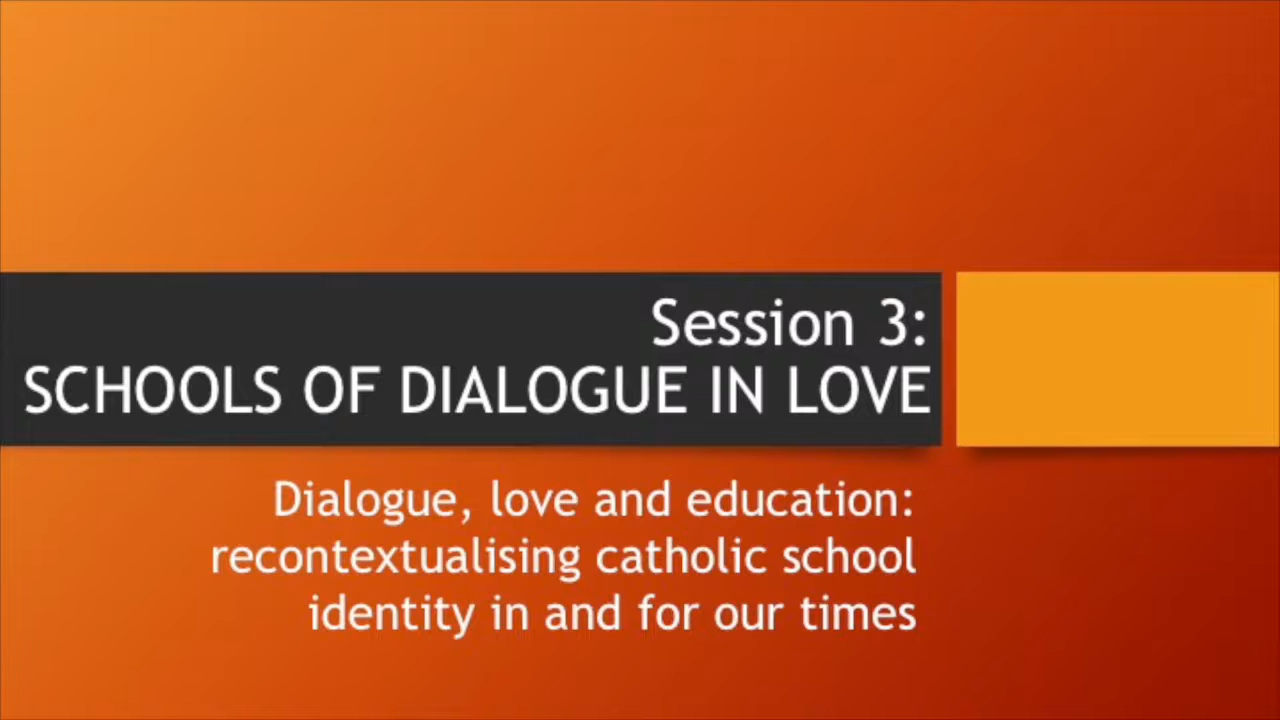 Session 3:
SCHOOLS OF DIALOGUE IN LOVE
Dialogue, love and education:
recontextualising catholic school
identity in and for our times